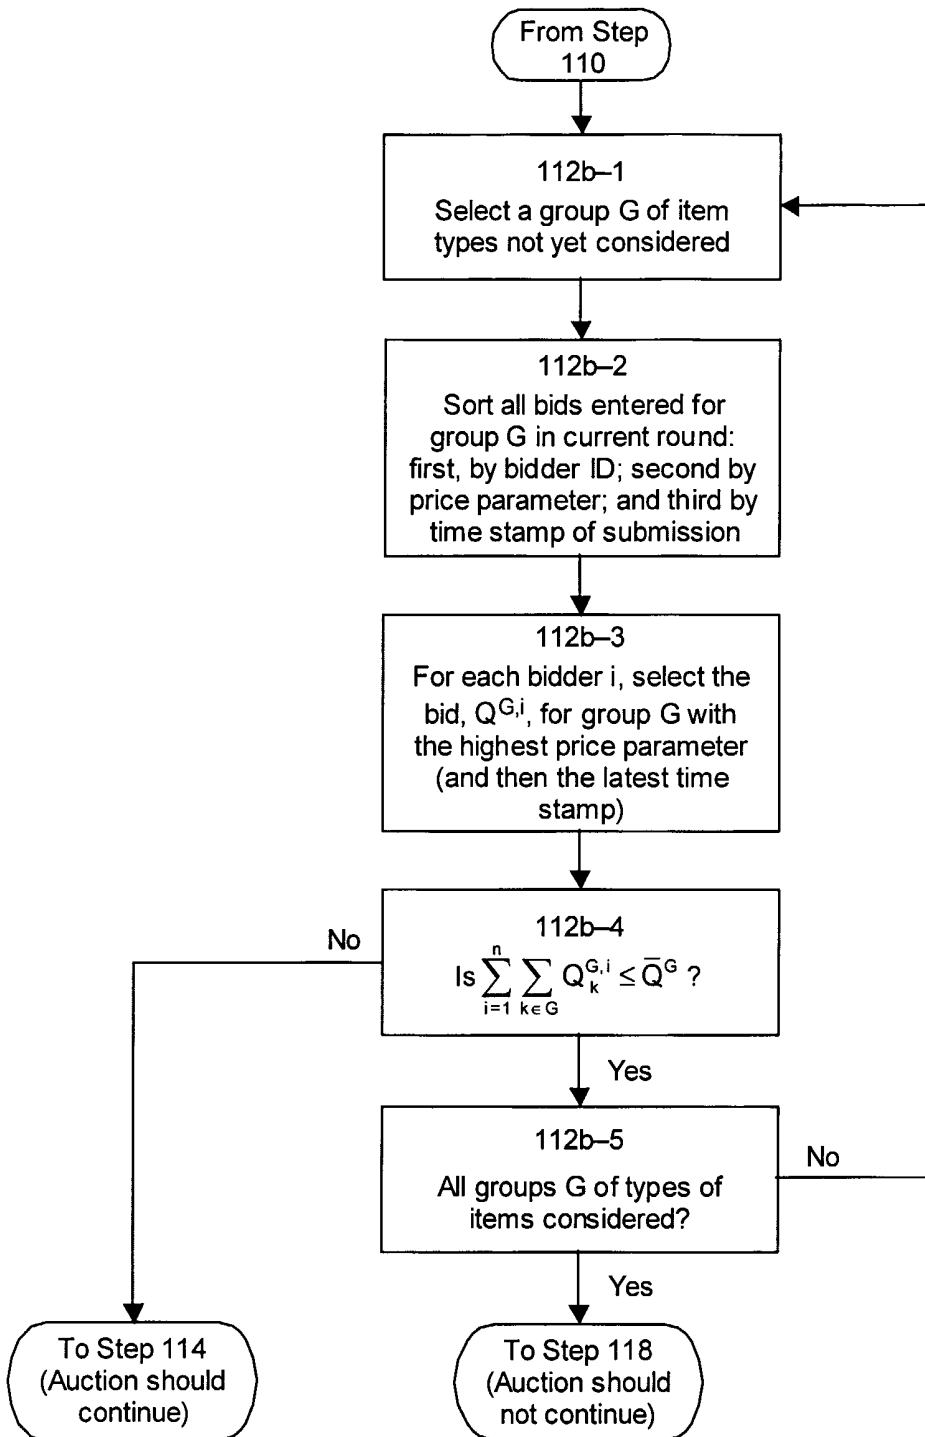 From Step
110
112b–1
Select a group G of item
types not yet considered
112b–2
Sort all bids entered for
group G in current round:
first, by bidder ID; second by
price parameter; and third by
time stamp of submission
112b–3
For each bidder i, select the
bid, Q^{G,i}, for group G with
the highest price parameter
(and then the latest time
stamp)
No
112b–4
Is \sum_{i=1}^{n} \sum_{k∈G} Q_k^{G,i} ≤ \overline{Q}^G ?
Yes
112b–5
No
All groups G of types of
items considered?
Yes
To Step 114
(Auction should
continue)
To Step 118
(Auction should
not continue)